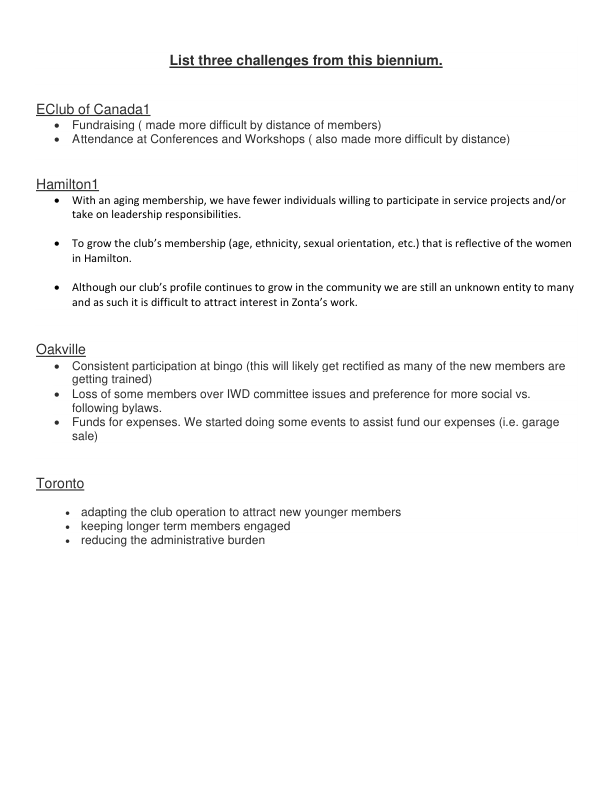 List three challenges from this biennium.
EClub of Canada1
• Fundraising ( made more difficult by distance of members)
• Attendance at Conferences and Workshops ( also made more difficult by distance)
Hamilton1
• With an aging membership, we have fewer individuals willing to participate in service projects and/or
take on leadership responsibilities.
• To grow the club’s membership (age, ethnicity, sexual orientation, etc.) that is reflective of the women
in Hamilton.
• Although our club’s profile continues to grow in the community we are still an unknown entity to many
and as such it is difficult to attract interest in Zonta’s work.
Oakville
• Consistent participation at bingo (this will likely get rectified as many of the new members are
getting trained)
• Loss of some members over IWD committee issues and preference for more social vs.
following bylaws.
• Funds for expenses. We started doing some events to assist fund our expenses (i.e. garage
sale)
Toronto
• adapting the club operation to attract new younger members
• keeping longer term members engaged
• reducing the administrative burden